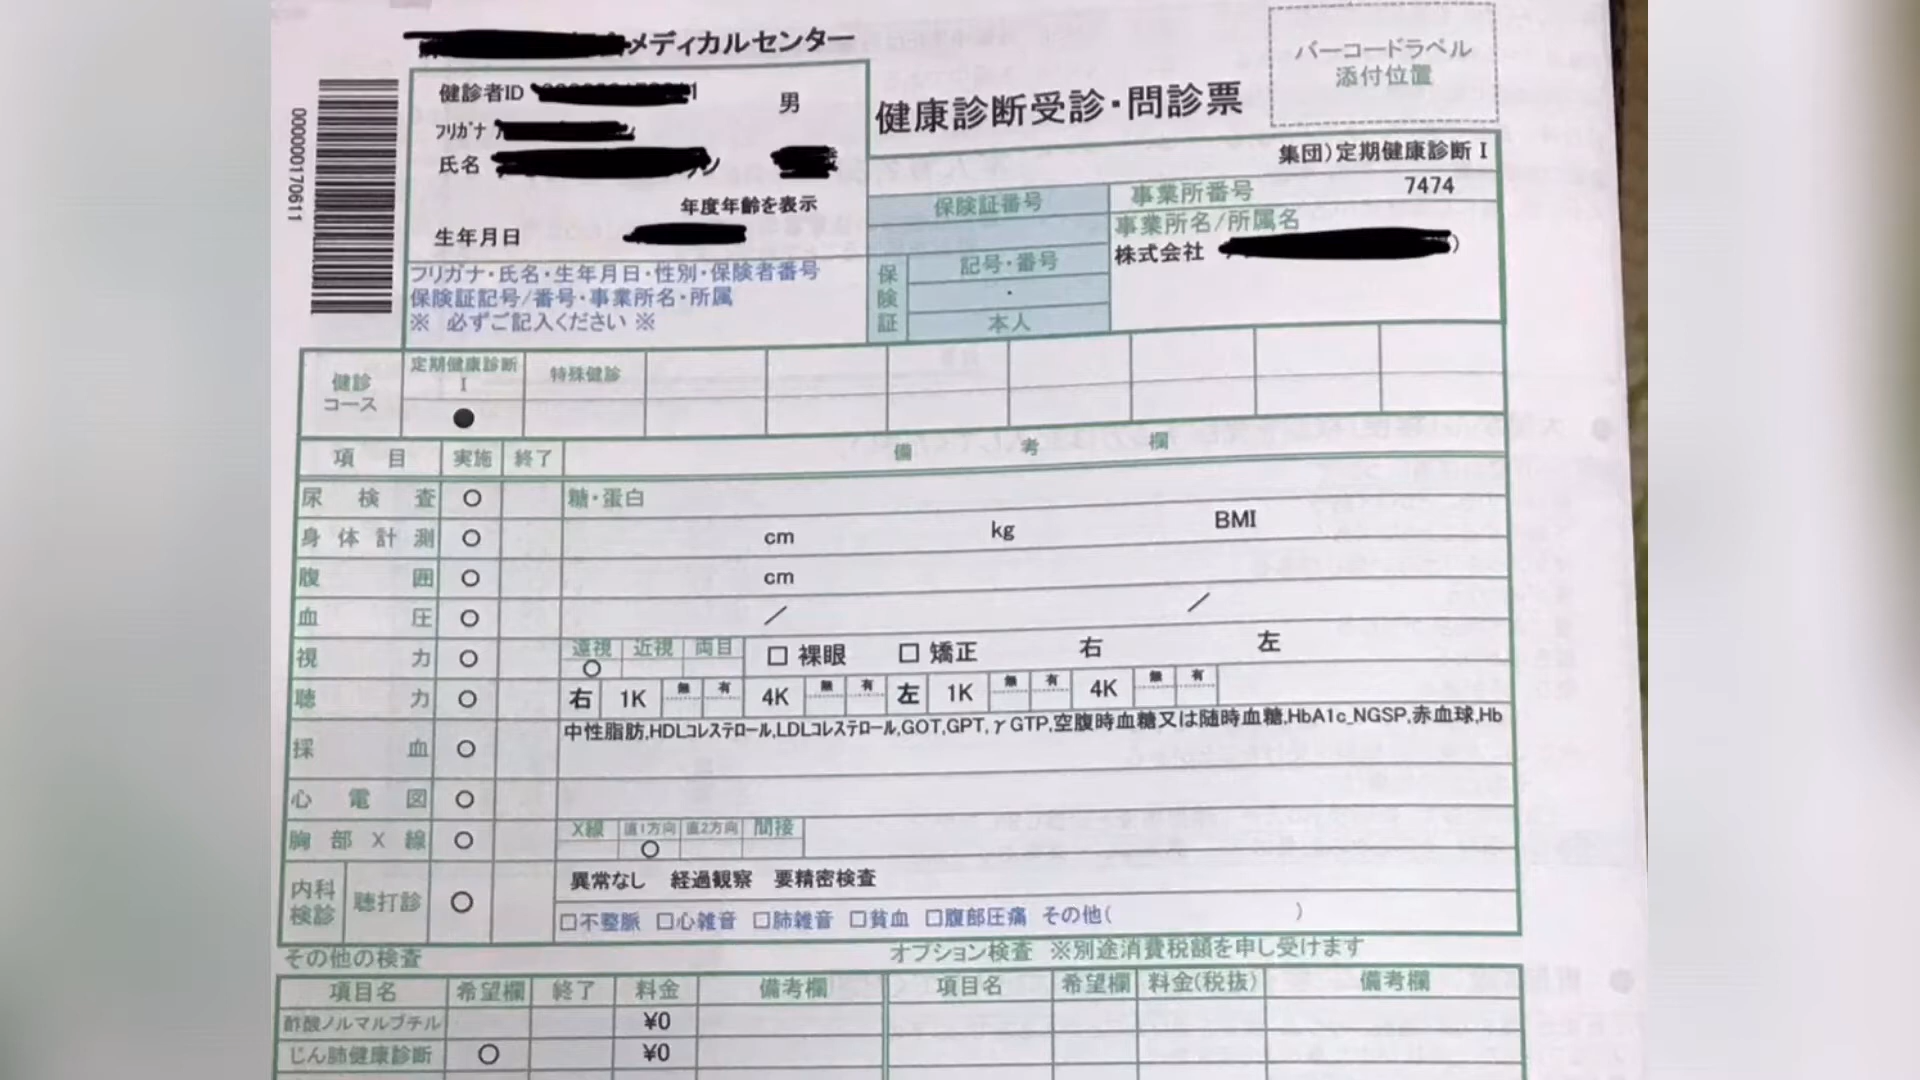 メディカルセンター
バーコードラベル
添付位置
健診者ID
男
フリガナ
氏名
年度年齢を表示
生年月日
フリガナ・氏名・生年月日・性別・保険者番号
保険証記号/番号・事業所名・所属
※ 必ずご記入ください ※
000000170611
健康診断受診・問診票
集団)定期健康診断Ⅰ
保険証番号
事業所番号 7474
事業所名/所属名
株式会社
保険証
記号・番号
・
本人
健診コース
定期健康診断Ⅰ
特殊健診
●
項目 実施 終了 備考欄
尿検査 ○ 糖・蛋白
身体計測 ○ cm kg BMI
腹囲 ○ cm
血圧 ○ / /
視力 ○ 遠視 近視 両目 □ 裸眼 □ 矯正 右 左
○
聴力 ○ 右 1K 無 有 4K 無 有 左 1K 無 有 4K 無 有
採血 ○ 中性脂肪,HDLコレステロール,LDLコレステロール,GOT,GPT,γGTP,空腹時血糖又は随時血糖,HbA1c_NGSP,赤血球,Hb
心電図 ○
胸部X線 ○ X線 直1方向 直2方向 間接
○
内科検診 聴打診 ○ 異常なし 経過観察 要精密検査
□不整脈 □心雑音 □肺雑音 □貧血 □腹部圧痛 その他( )
その他の検査
オプション検査 ※別途消費税額を申し受けます
項目名 希望欄 終了 料金 備考欄 項目名 希望欄 料金(税抜) 備考欄
酢酸ノルマルブチル ¥0
じん肺健康診断 ○ ¥0